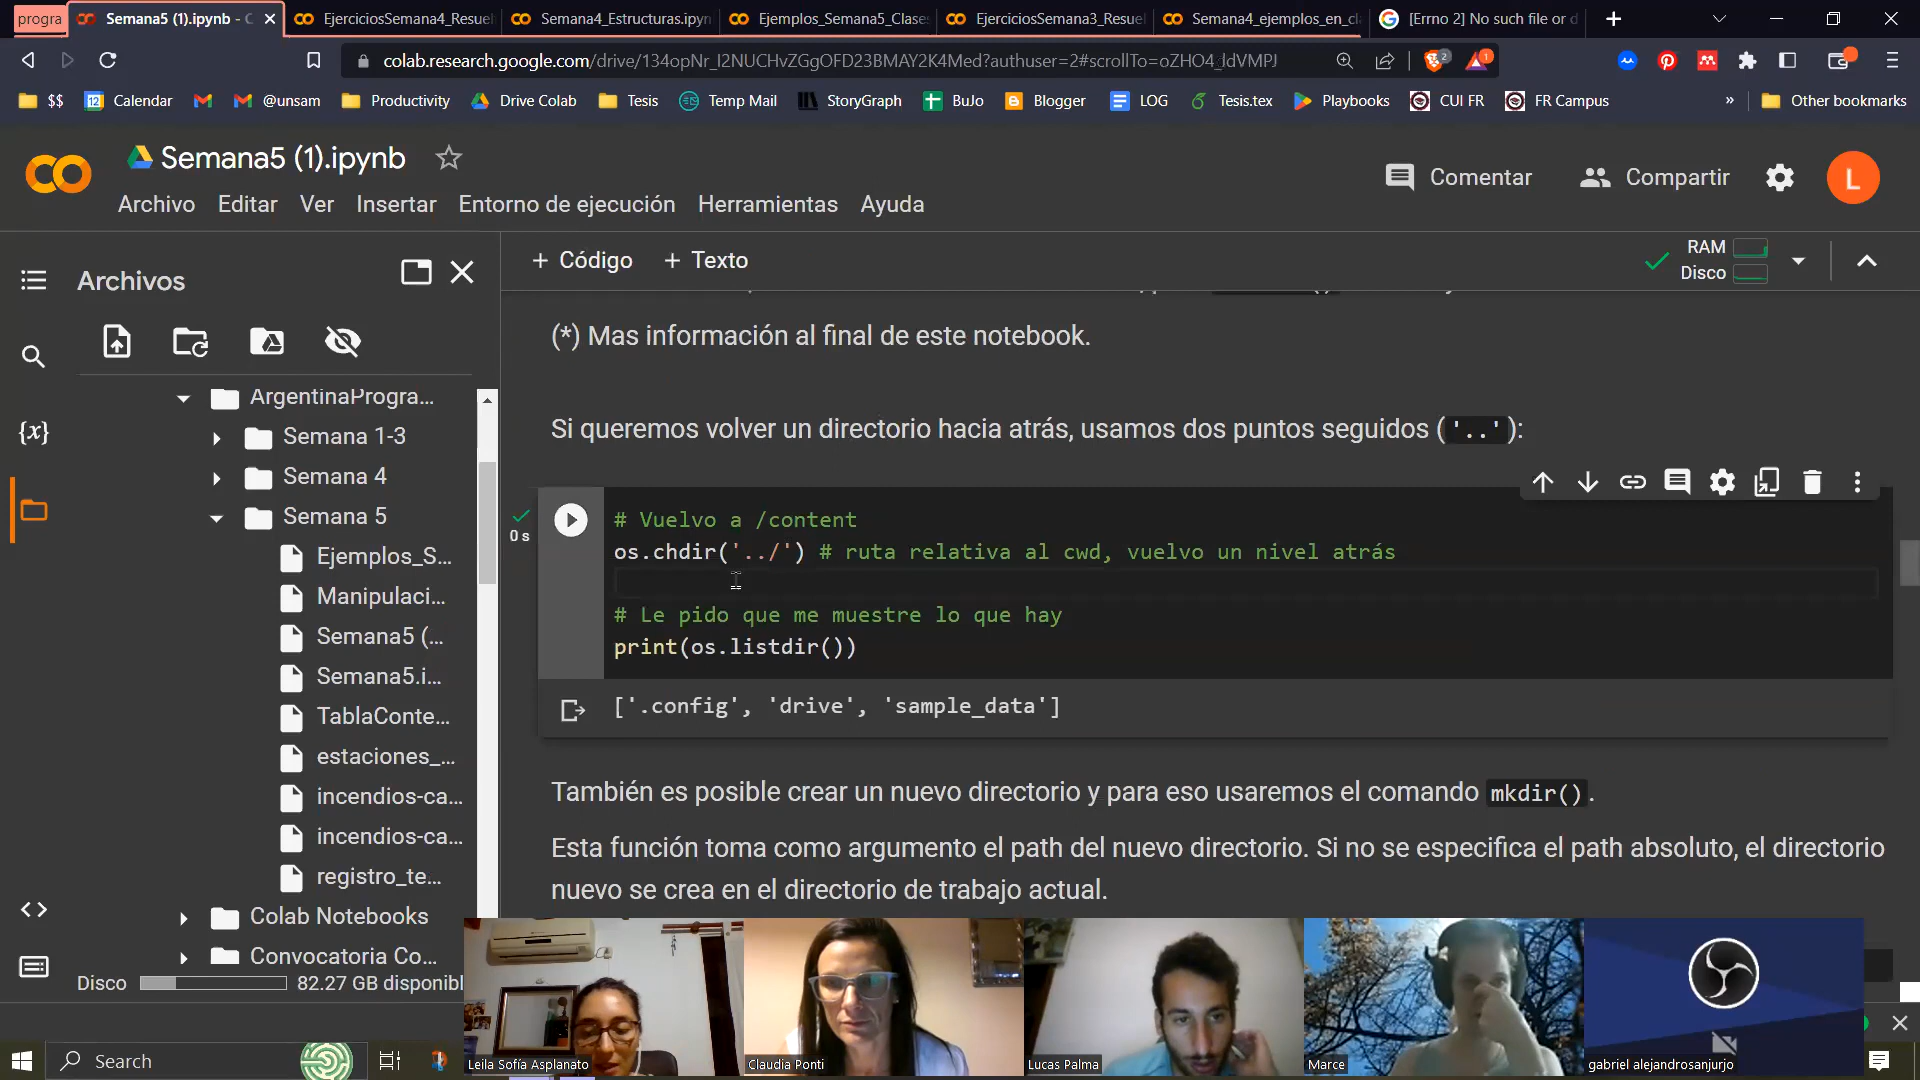 progra
Semana5 (1).ipynb - C
EjerciciosSemana4_Resuel
Semana4_Estructuras.ipyn
Ejemplos_Semana5_Clases
EjerciciosSemana3_Resuel
Semana4_ejemplos_en_cl
[Errno 2] No such file or d
colab.research.google.com/drive/134opNr_I2NUCHvZGgOFD23BMAY2K4Med?authuser=2#scrollTo=oZHO4_ldVMPJ
2
1
$$
12 Calendar
@unsam
Productivity
Drive Colab
Tesis
Temp Mail
StoryGraph
BuJo
Blogger
LOG
Tesis.tex
Playbooks
CUI FR
FR Campus
»
Other bookmarks
Semana5 (1).ipynb
Comentar
Compartir
L
Archivo Editar Ver Insertar Entorno de ejecución Herramientas Ayuda
Archivos
+ Código + Texto
RAM
Disco
ArgentinaProgra...
Semana 1-3
Semana 4
Semana 5
Ejemplos_S...
Manipulaci...
Semana5 (...
Semana5.i...
TablaConte...
estaciones_...
incendios-ca...
incendios-ca...
registro_te...
Colab Notebooks
Convocatoria Co...
Disco 82.27 GB disponibl
{x}
(*) Mas información al final de este notebook.
Si queremos volver un directorio hacia atrás, usamos dos puntos seguidos ('..'):
0 s
# Vuelvo a /content
os.chdir('../') # ruta relativa al cwd, vuelvo un nivel atrás
# Le pido que me muestre lo que hay
print(os.listdir())
['.config', 'drive', 'sample_data']
También es posible crear un nuevo directorio y para eso usaremos el comando mkdir().
Esta función toma como argumento el path del nuevo directorio. Si no se especifica el path absoluto, el directorio
nuevo se crea en el directorio de trabajo actual.
Leila Sofía Asplanato
Claudia Ponti
Lucas Palma
Marce
gabriel alejandrosanjurjo
Search